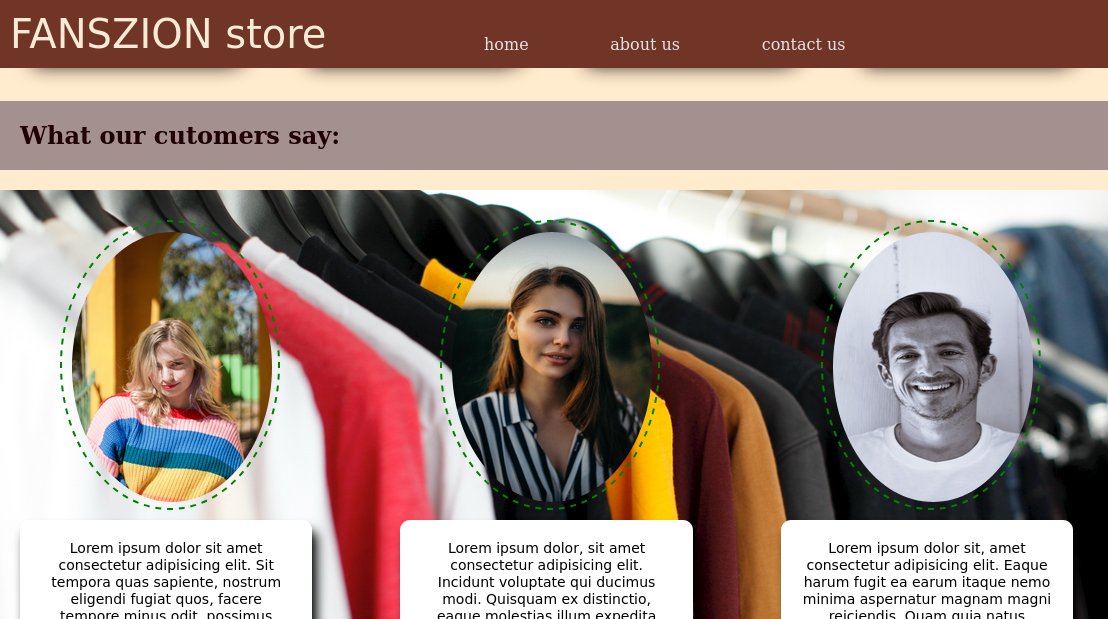 FANSZION store
home about us contact us
What our cutomers say:
Lorem ipsum dolor sit amet
consectetur adipisicing elit. Sit
tempora quas sapiente, nostrum
eligendi fugiat quos, facere
tempore minus odit, possimus
Lorem ipsum dolor, sit amet
consectetur adipisicing elit.
Incidunt voluptate qui ducimus
modi. Quisquam ex distinctio,
eaque molestias illum expedita
Lorem ipsum dolor sit, amet
consectetur adipisicing elit. Eaque
harum fugit ea earum itaque nemo
minima aspernatur magnam magni
reiciendis. Quam quia natus